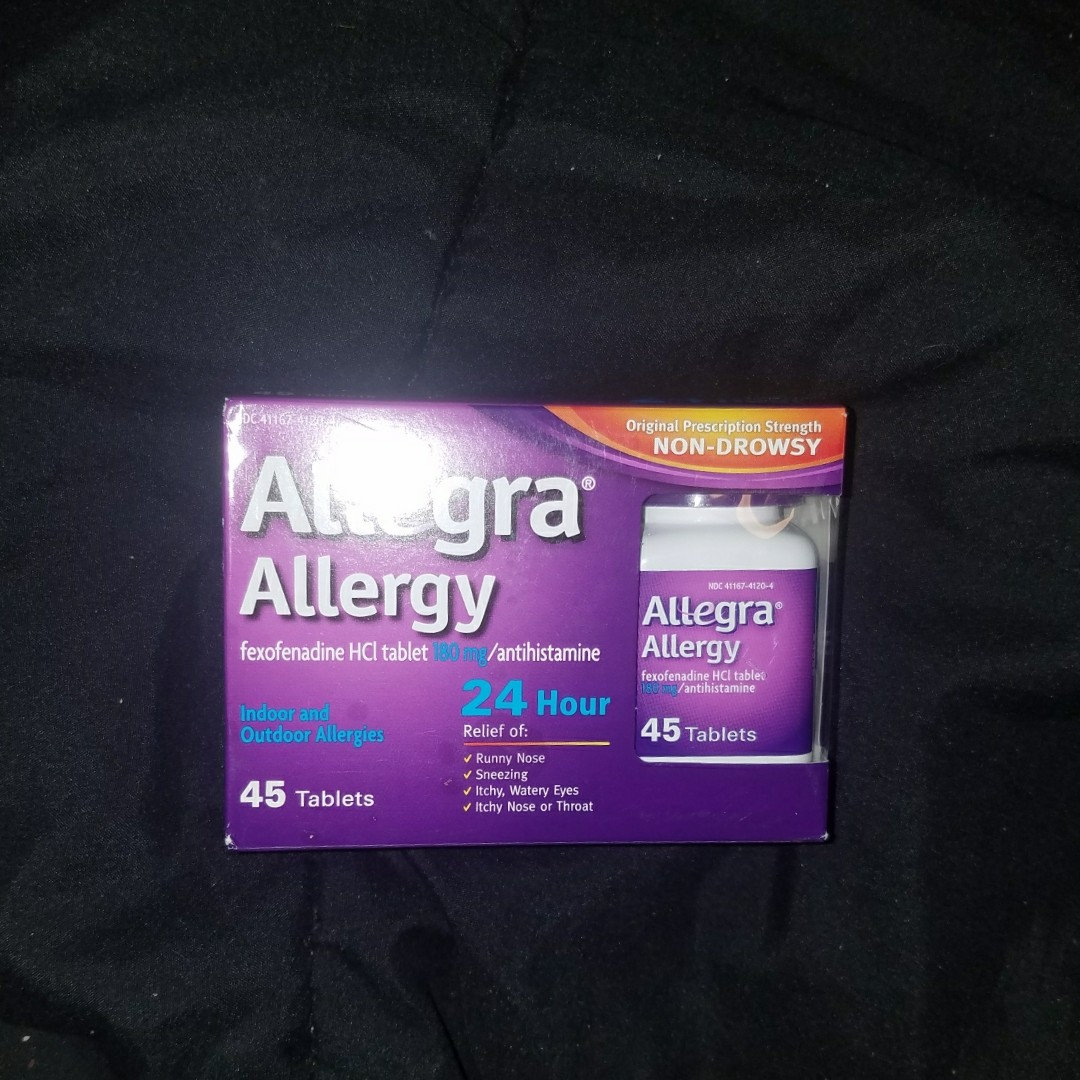 Original Prescription Strength
NON-DROWSY
Allegra®
Allergy
fexofenadine HCl tablet 180 mg/antihistamine
24 Hour
Relief of:
✓ Runny Nose
✓ Sneezing
✓ Itchy, Watery Eyes
✓ Itchy Nose or Throat
Indoor and
Outdoor Allergies
45 Tablets
NDC 41167-4120-4
Allegra®
Allergy
fexofenadine HCl tablet
180 mg/antihistamine
45 Tablets